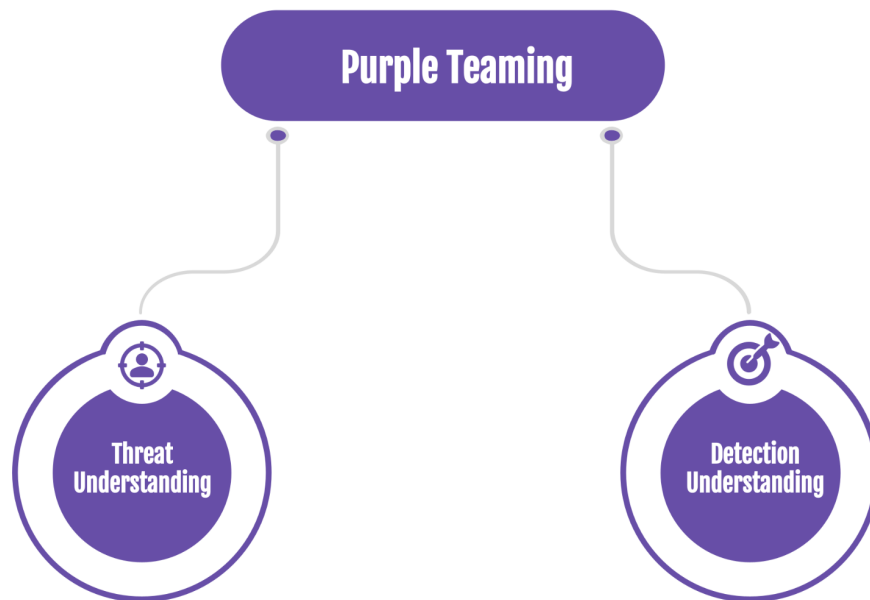 Purple Teaming
Threat
Understanding
Detection
Understanding